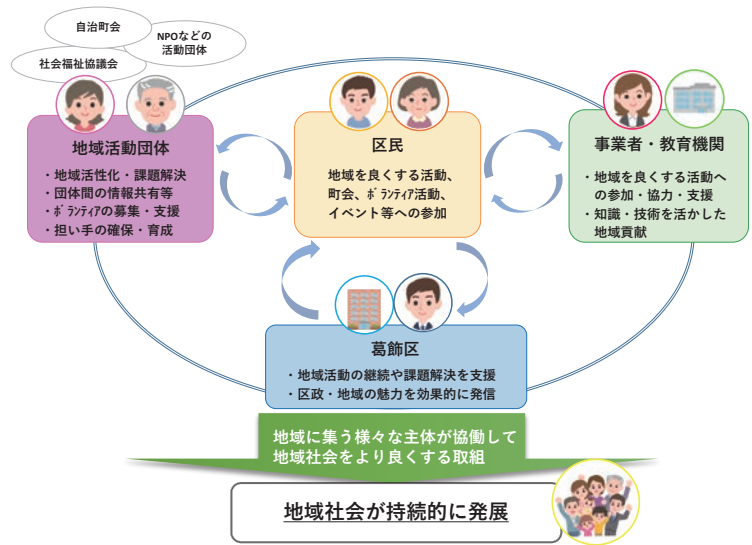 自治町会
NPOなどの
活動団体
社会福祉協議会
地域活動団体
・地域活性化・課題解決
・団体間の情報共有等
・ﾎﾞﾗﾝﾃｨｱの募集・支援
・担い手の確保・育成
区民
地域を良くする活動、
町会、ﾎﾞﾗﾝﾃｨｱ活動、
イベント等への参加
事業者・教育機関
・地域を良くする活動へ
の参加・協力・支援
・知識・技術を活かした
地域貢献
葛飾区
・地域活動の継続や課題解決を支援
・区政・地域の魅力を効果的に発信
地域に集う様々な主体が協働して
地域社会をより良くする取組
地域社会が持続的に発展